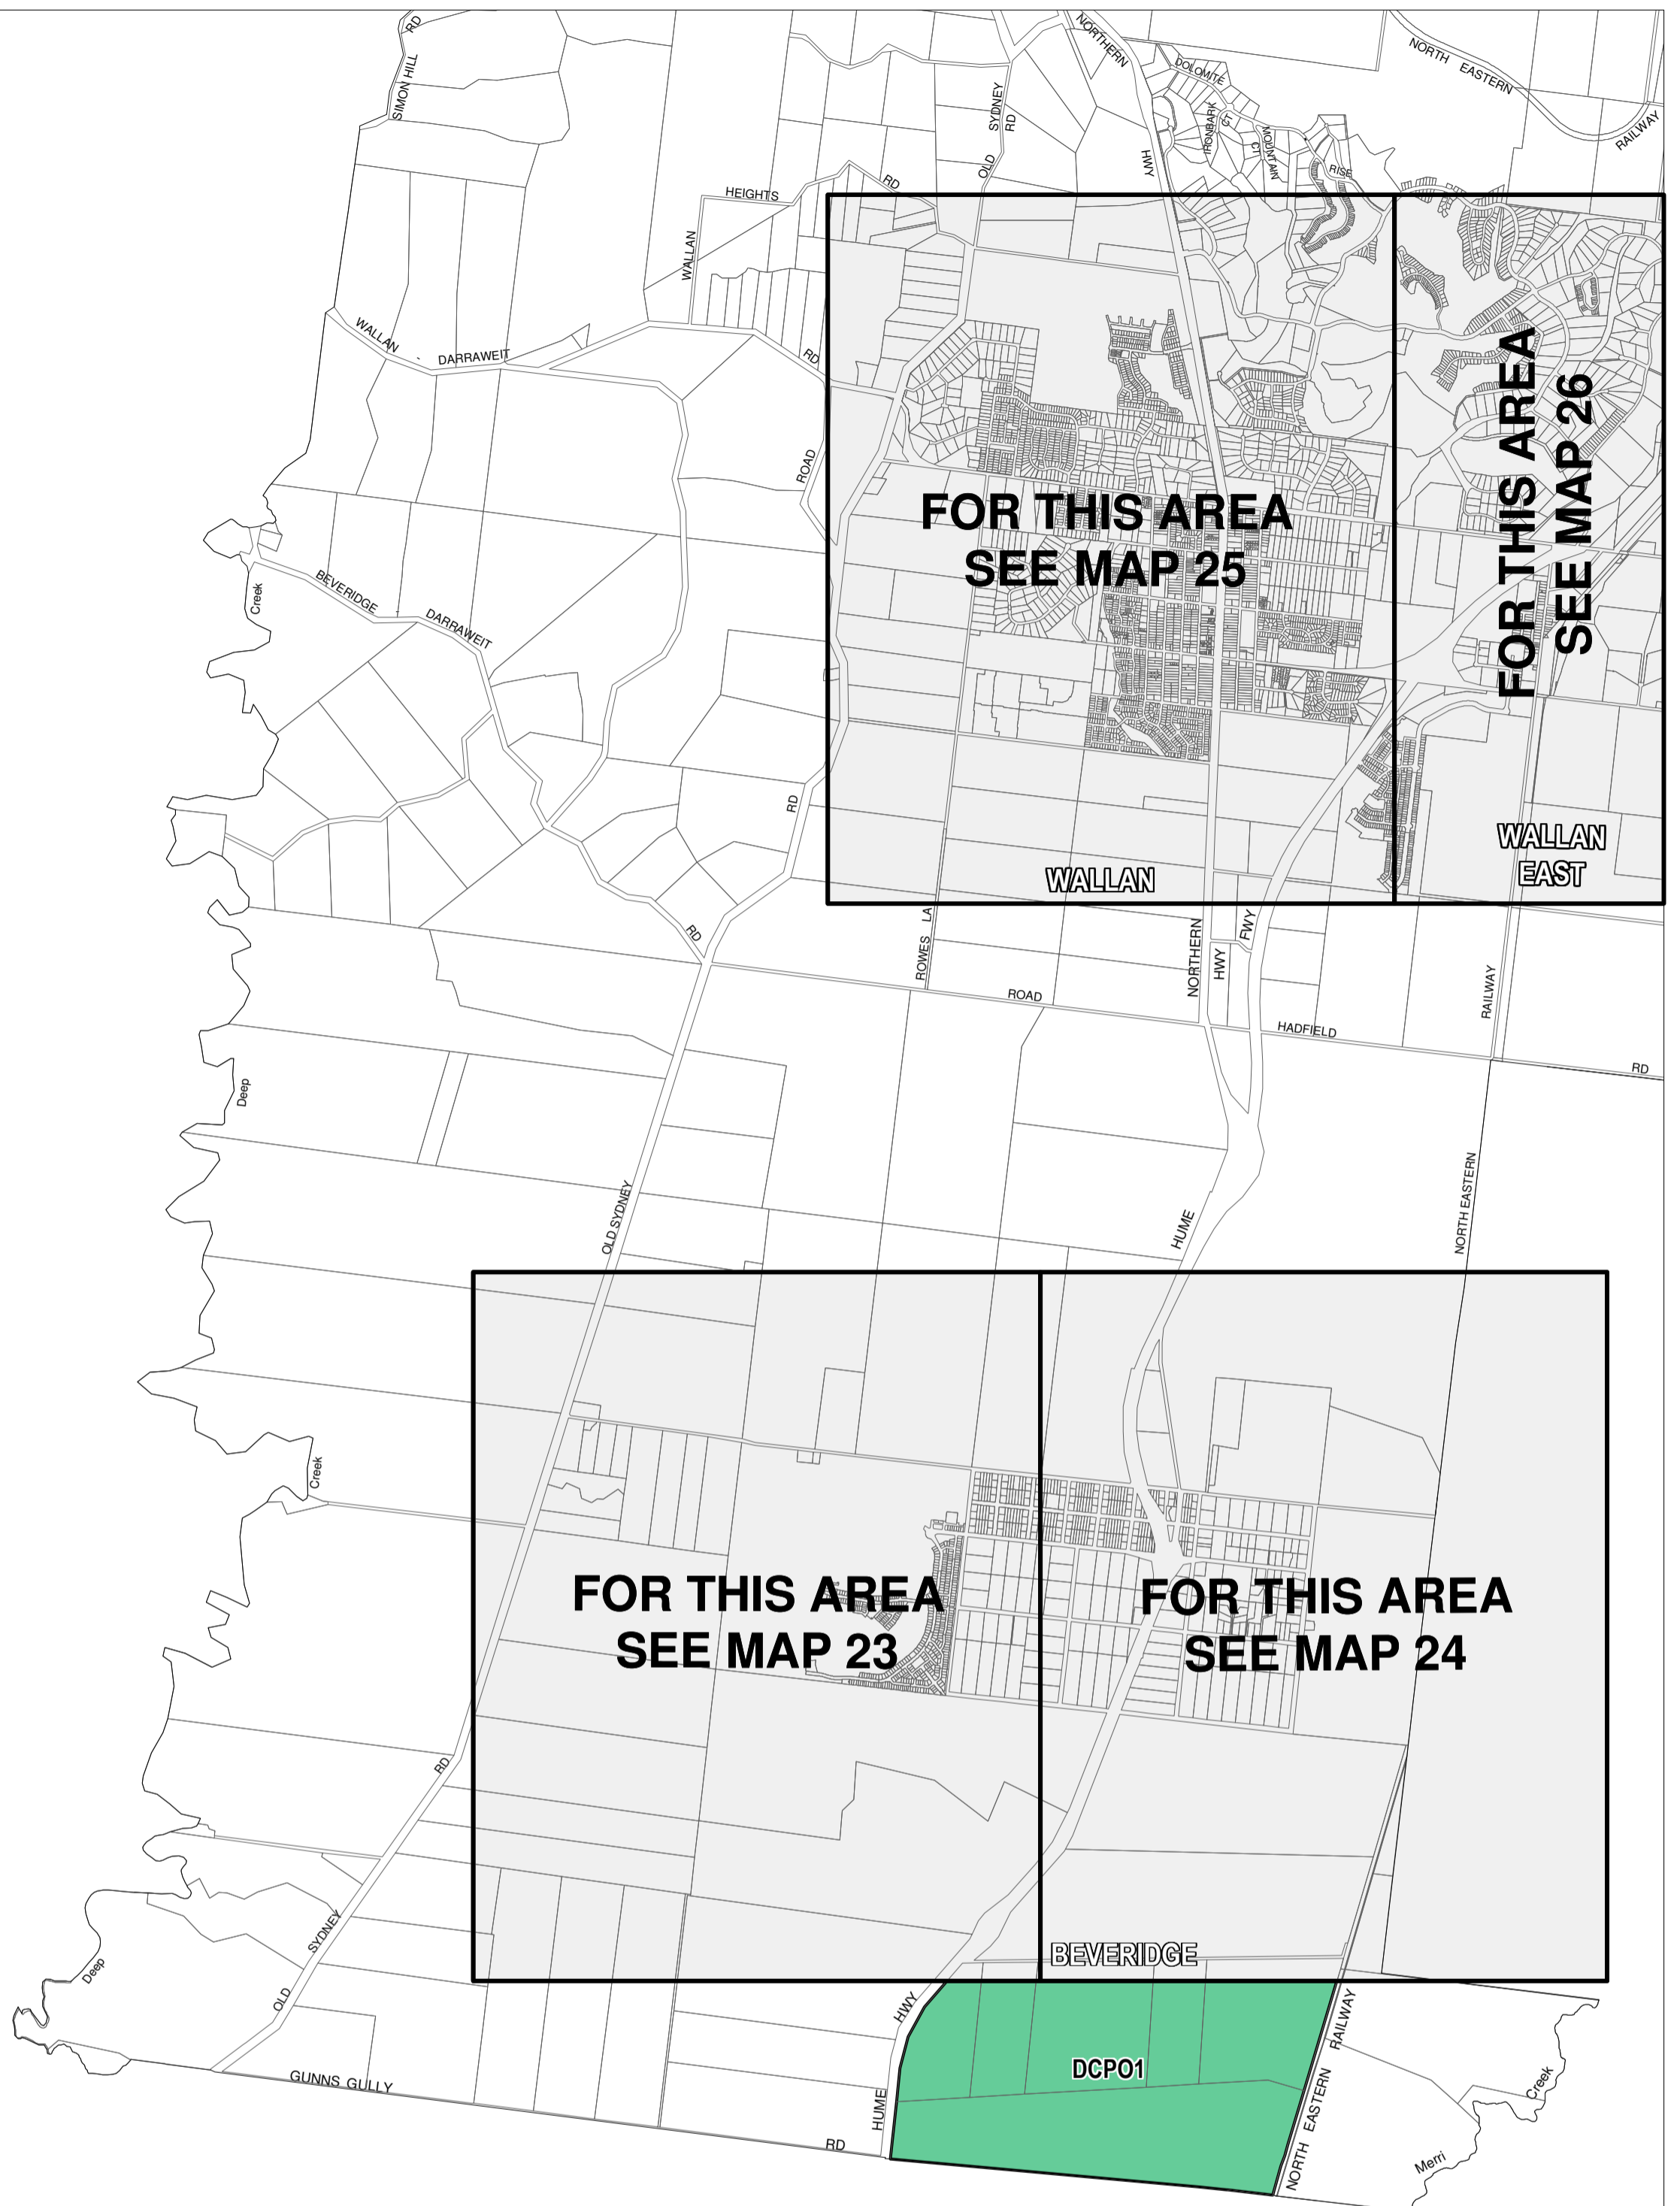 RD
SIMON HILL
NORTHERN
HWY
NORTH EASTERN
RAILWAY
DOLOMITE
IRONBARK
CT
MOUNTAIN
CT
RISE
SYDNEY
RD
OLD
HEIGHTS
RD
WALLAN
WALLAN
DARRAWEIT
RD
ROAD
FOR THIS AREA
SEE MAP 25
FOR THIS AREA
SEE MAP 26
Creek
BEVERIDGE
DARRAWEIT
RD
RD
WALLAN
WALLAN
EAST
ROWES LA
NORTHERN
HWY
FWY
RAILWAY
ROAD
HADFIELD
RD
Deep
OLD SYDNEY
HUME
NORTH EASTERN
Creek
FOR THIS AREA
SEE MAP 23
FOR THIS AREA
SEE MAP 24
RD
SYDNEY
OLD
Deep
BEVERIDGE
HWY
HUME
DCPO1
RAILWAY
NORTH EASTERN
GUNNS GULLY
RD
Creek
Merri